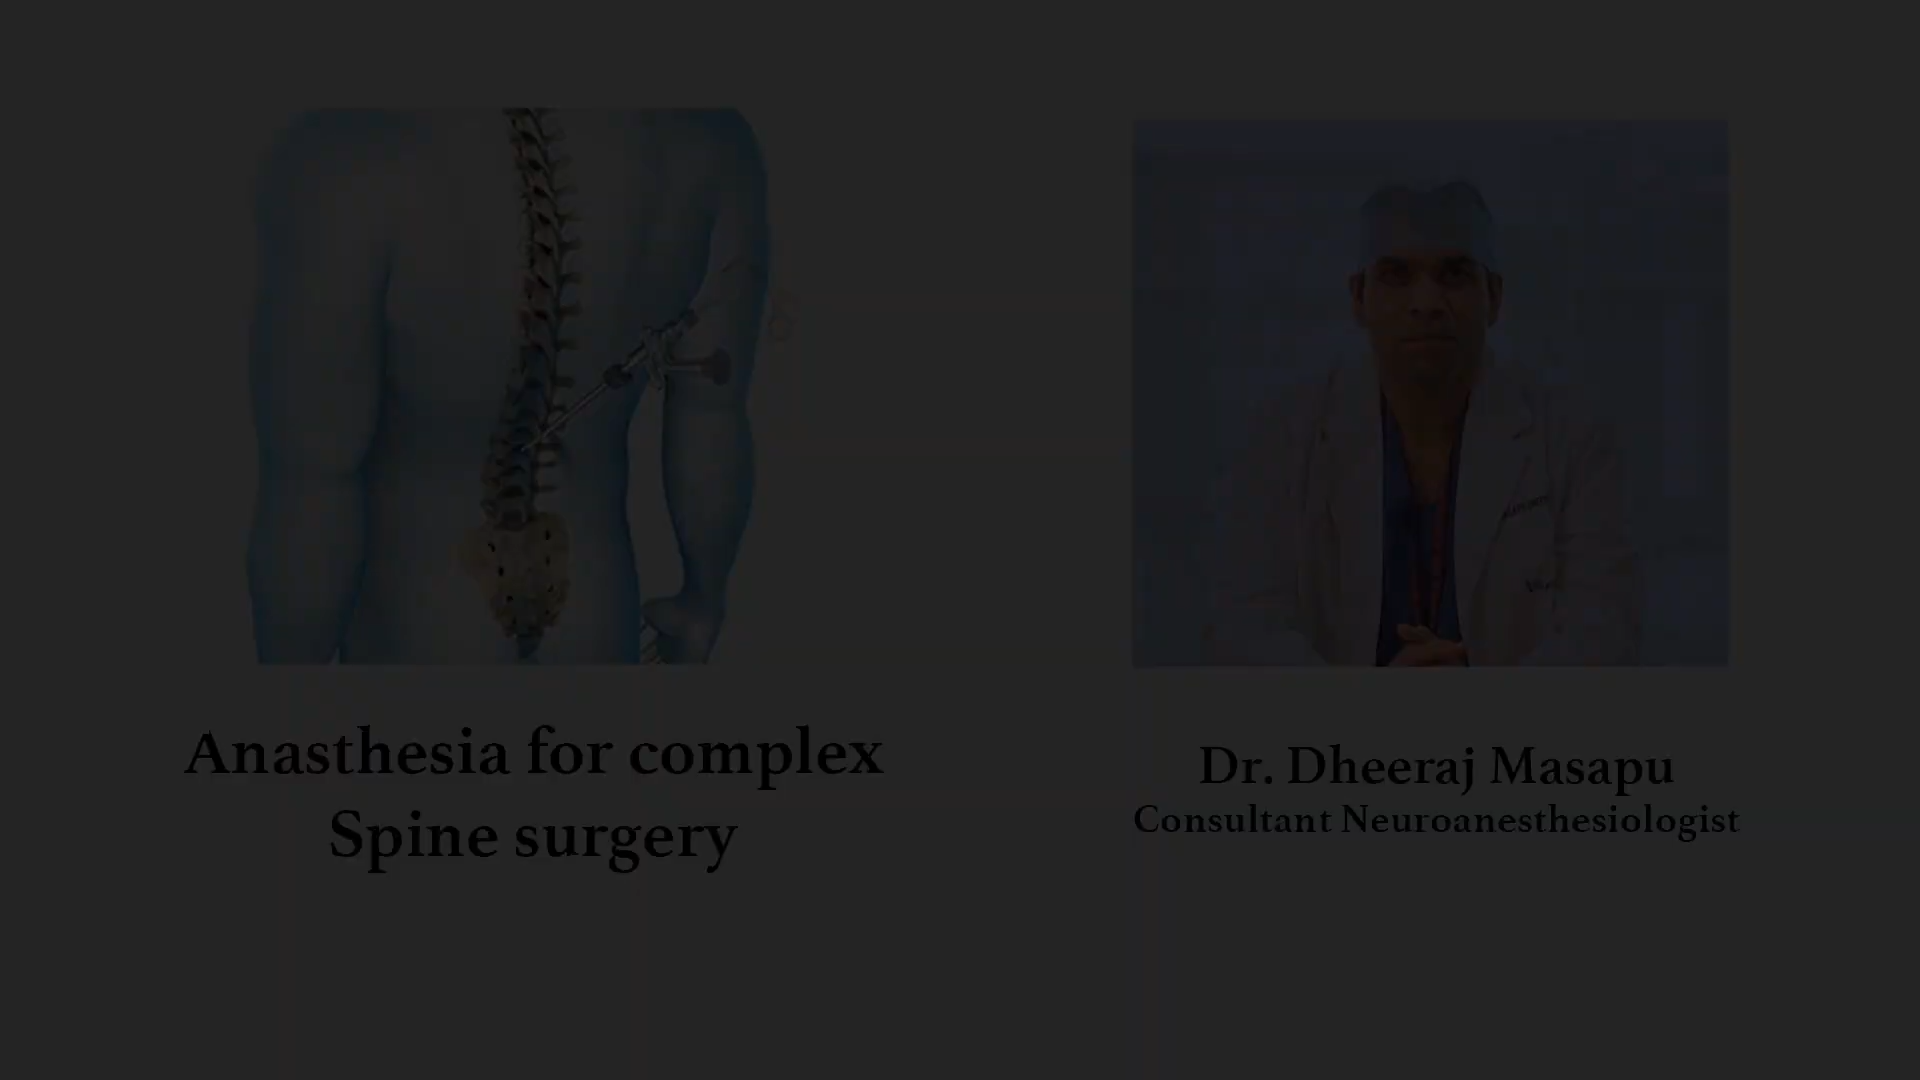 Anasthesia for complex
Spine surgery
Dr. Dheeraj Masapu
Consultant Neuroanesthesiologist